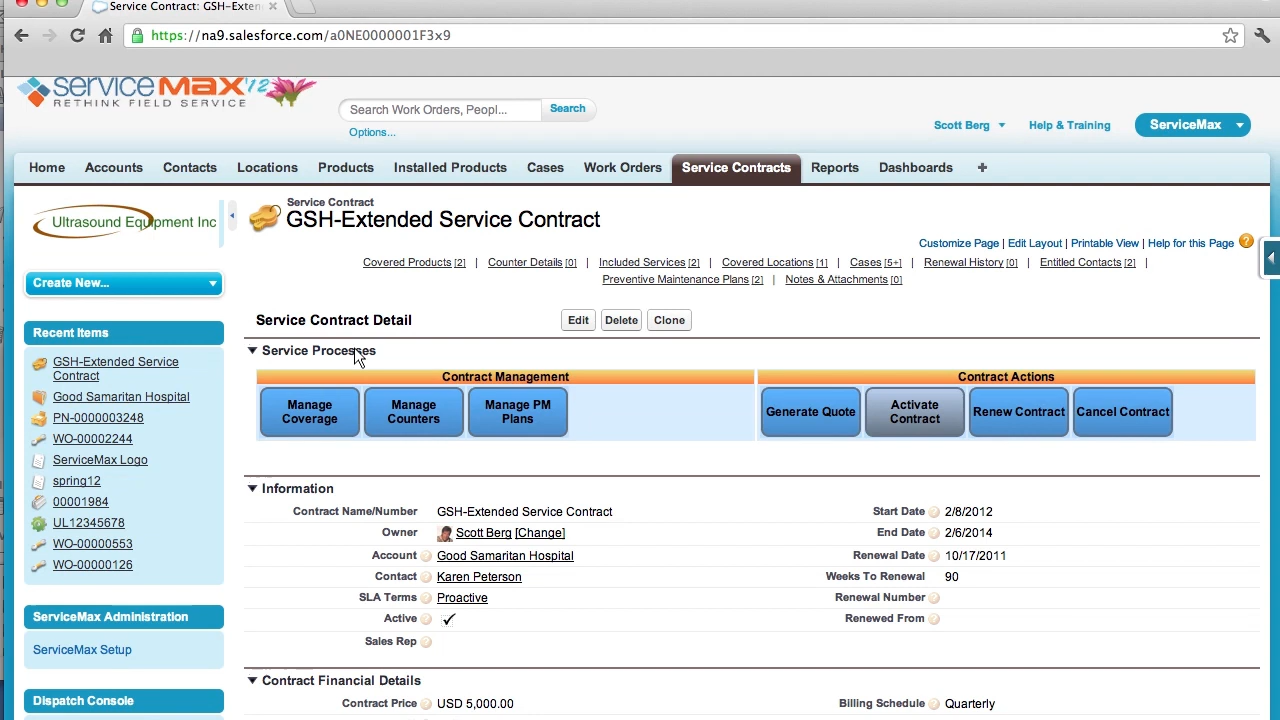 Service Contract: GSH-Exten
https://na9.salesforce.com/a0NE0000001F3x9
serviceMax '12
RETHINK FIELD SERVICE
Search Work Orders, Peopl...
Search
Options...
Scott Berg
Help & Training
ServiceMax
Home
Accounts
Contacts
Locations
Products
Installed Products
Cases
Work Orders
Service Contracts
Reports
Dashboards
+
Ultrasound Equipment Inc
Service Contract
GSH-Extended Service Contract
Customize Page | Edit Layout | Printable View | Help for this Page
Covered Products [2] | Counter Details [0] | Included Services [2] | Covered Locations [1] | Cases [5+] | Renewal History [0] | Entitled Contacts [2] |
Preventive Maintenance Plans [2] | Notes & Attachments [0]
Create New...
Recent Items
GSH-Extended Service
Contract
Good Samaritan Hospital
PN-0000003248
WO-00002244
ServiceMax Logo
spring12
00001984
UL12345678
WO-00000553
WO-00000126
ServiceMax Administration
ServiceMax Setup
Dispatch Console
Service Contract Detail
Edit
Delete
Clone
Service Processes
Contract Management
Contract Actions
Manage
Coverage
Manage
Counters
Manage PM
Plans
Generate Quote
Activate
Contract
Renew Contract
Cancel Contract
Information
Contract Name/Number GSH-Extended Service Contract
Start Date 2/8/2012
Owner Scott Berg [Change]
End Date 2/6/2014
Account Good Samaritan Hospital
Renewal Date 10/17/2011
Contact Karen Peterson
Weeks To Renewal 90
SLA Terms Proactive
Renewal Number
Active ✓
Renewed From
Sales Rep
Contract Financial Details
Contract Price USD 5,000.00
Billing Schedule Quarterly